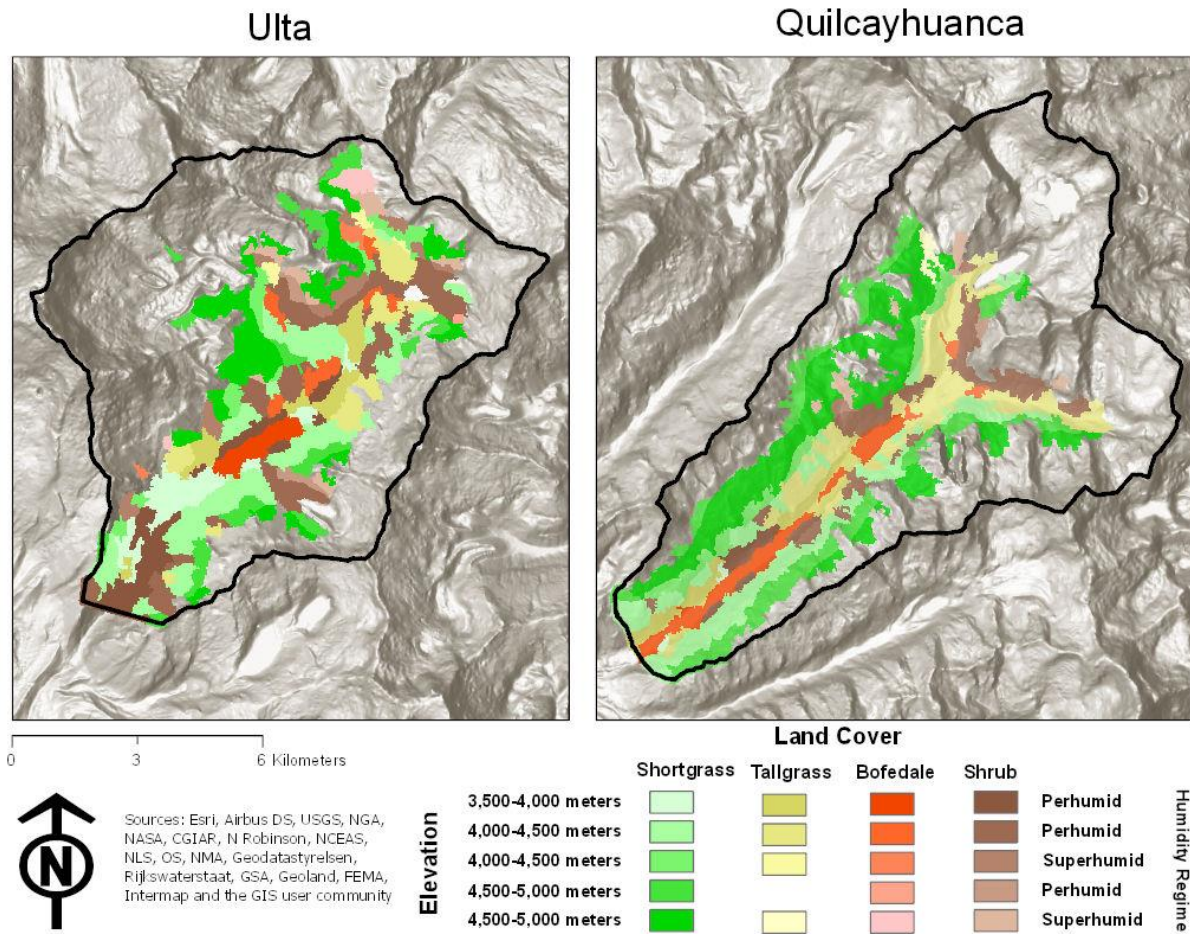 Ulta
Quilcayhuanca
0 3 6 Kilometers
N
Sources: Esri, Airbus DS, USGS, NGA,
NASA, CGIAR, N Robinson, NCEAS,
NLS, OS, NMA, Geodatastyrelsen,
Rijkswaterstaat, GSA, Geoland, FEMA,
Intermap and the GIS user community
Land Cover
Shortgrass Tallgrass Bofedale Shrub
Elevation
3,500-4,000 meters Perhumid
4,000-4,500 meters Perhumid
4,000-4,500 meters Superhumid
4,500-5,000 meters Perhumid
4,500-5,000 meters Superhumid
Humidity Regime